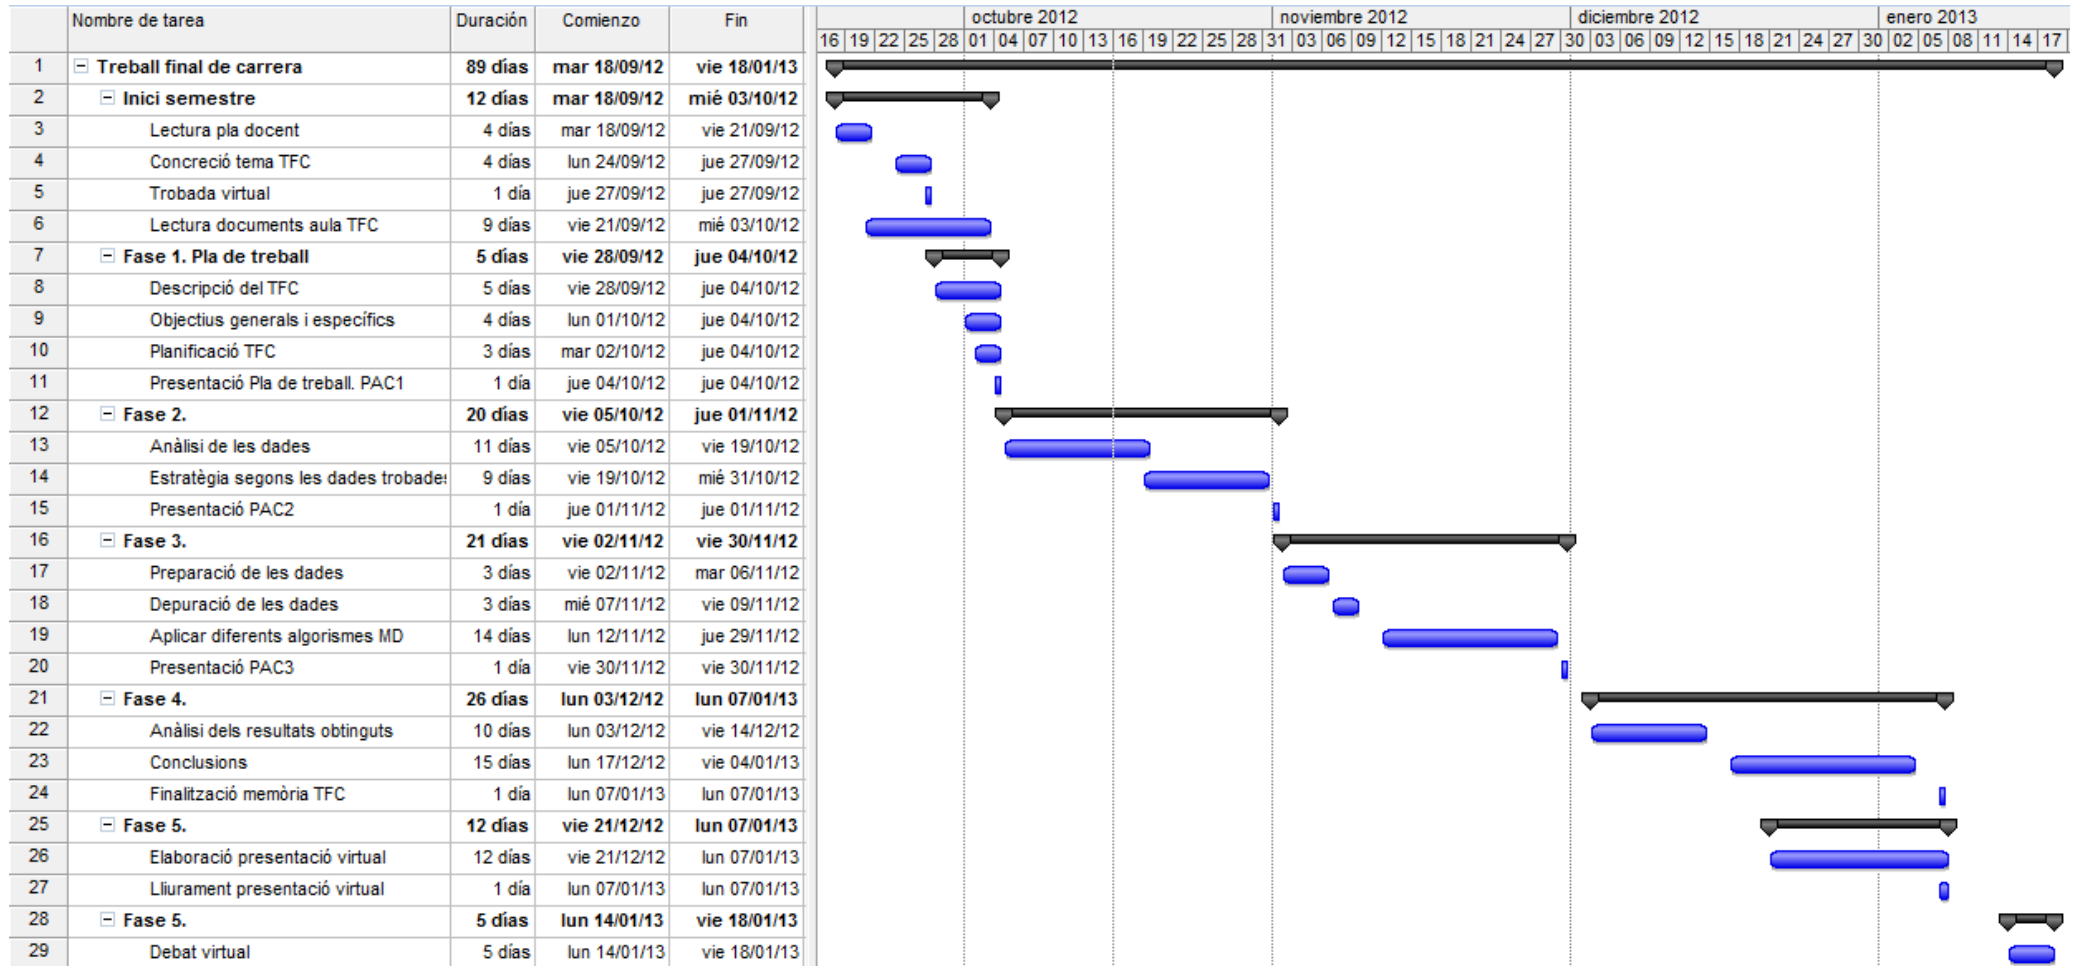 Nombre de tarea Duración Comienzo Fin octubre 2012 noviembre 2012 diciembre 2012 enero 2013
16 19 22 25 28 01 04 07 10 13 16 19 22 25 28 31 03 06 09 12 15 18 21 24 27 30 03 06 09 12 15 18 21 24 27 30 02 05 08 11 14 17
1 Treball final de carrera 89 días mar 18/09/12 vie 18/01/13
2 Inici semestre 12 días mar 18/09/12 mié 03/10/12
3 Lectura pla docent 4 días mar 18/09/12 vie 21/09/12
4 Concreció tema TFC 4 días lun 24/09/12 jue 27/09/12
5 Trobada virtual 1 día jue 27/09/12 jue 27/09/12
6 Lectura documents aula TFC 9 días vie 21/09/12 mié 03/10/12
7 Fase 1. Pla de treball 5 días vie 28/09/12 jue 04/10/12
8 Descripció del TFC 5 días vie 28/09/12 jue 04/10/12
9 Objectius generals i específics 4 días lun 01/10/12 jue 04/10/12
10 Planificació TFC 3 días mar 02/10/12 jue 04/10/12
11 Presentació Pla de treball. PAC1 1 día jue 04/10/12 jue 04/10/12
12 Fase 2. 20 días vie 05/10/12 jue 01/11/12
13 Anàlisi de les dades 11 días vie 05/10/12 vie 19/10/12
14 Estratègia segons les dades trobades 9 días vie 19/10/12 mié 31/10/12
15 Presentació PAC2 1 día jue 01/11/12 jue 01/11/12
16 Fase 3. 21 días vie 02/11/12 vie 30/11/12
17 Preparació de les dades 3 días vie 02/11/12 mar 06/11/12
18 Depuració de les dades 3 días mié 07/11/12 vie 09/11/12
19 Aplicar diferents algorismes MD 14 días lun 12/11/12 jue 29/11/12
20 Presentació PAC3 1 día vie 30/11/12 vie 30/11/12
21 Fase 4. 26 días lun 03/12/12 lun 07/01/13
22 Anàlisi dels resultats obtinguts 10 días lun 03/12/12 vie 14/12/12
23 Conclusions 15 días lun 17/12/12 vie 04/01/13
24 Finalització memòria TFC 1 día lun 07/01/13 lun 07/01/13
25 Fase 5. 12 días vie 21/12/12 lun 07/01/13
26 Elaboració presentació virtual 12 días vie 21/12/12 lun 07/01/13
27 Lliurament presentació virtual 1 día lun 07/01/13 lun 07/01/13
28 Fase 5. 5 días lun 14/01/13 vie 18/01/13
29 Debat virtual 5 días lun 14/01/13 vie 18/01/13